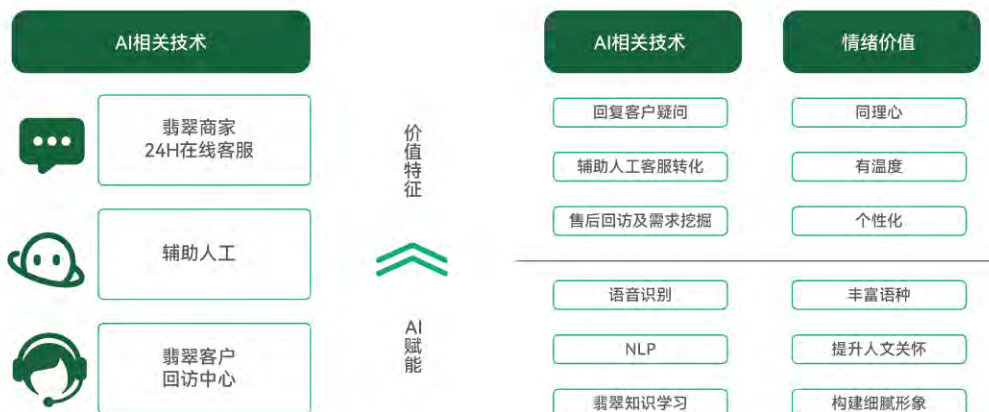 AI相关技术
翡翠商家
24H在线客服
辅助人工
翡翠客户
回访中心
价值特征
AI赋能
AI相关技术
情绪价值
回复客户疑问
同理心
辅助人工客服转化
有温度
售后回访及需求挖掘
个性化
语音识别
丰富语种
NLP
提升人文关怀
翡翠知识学习
构建细腻形象